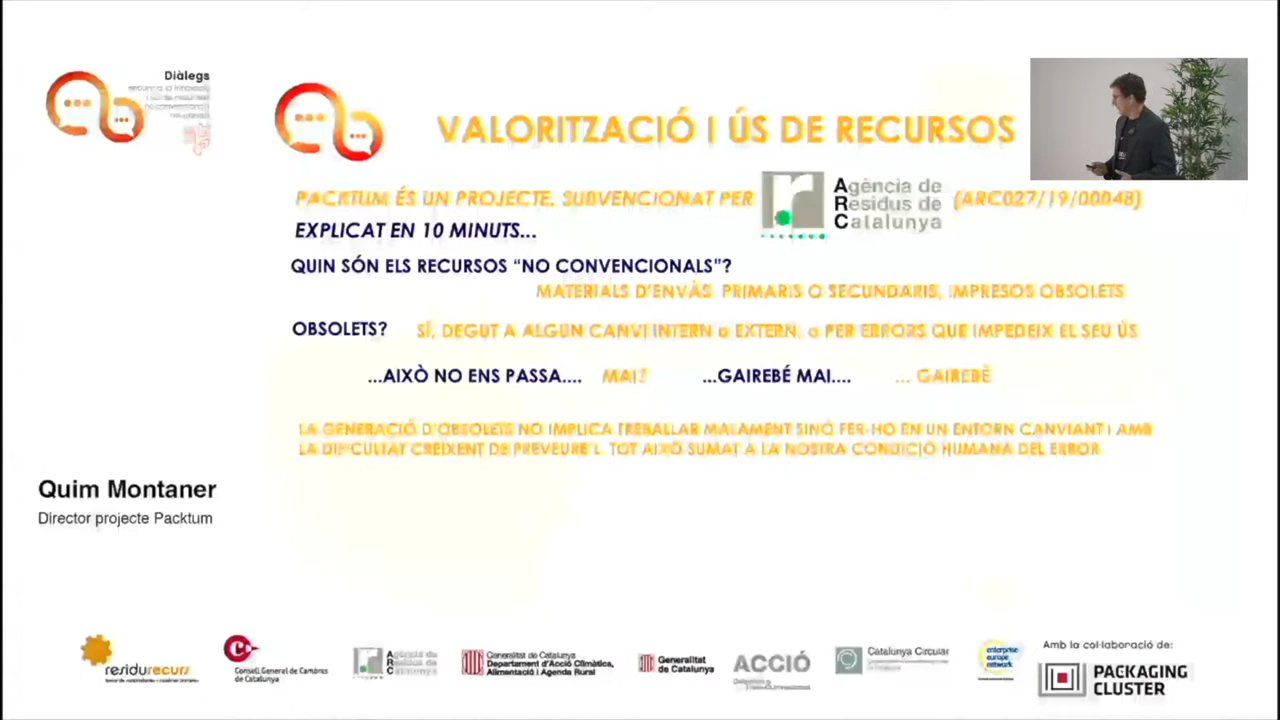 Diàlegs
VALORITZACIÓ I ÚS DE RECURSOS
PACKTUM ÉS UN PROJECTE, SUBVENCIONAT PER
Agència de
Residus de
Catalunya
(ARC027/19/00048)
EXPLICAT EN 10 MINUTS...
QUIN SÓN ELS RECURSOS “NO CONVENCIONALS”?
MATERIALS D'ENVÀS PRIMARIS O SECUNDARIS, IMPRESOS OBSOLETS
OBSOLETS? SÍ, DEGUT A ALGUN CANVI INTERN o EXTERN, o PER ERRORS QUE IMPEDEIX EL SEU ÚS
...AIXÒ NO ENS PASSA.... MAI? ...GAIREBÉ MAI.... ... GAIREBÉ
LA GENERACIÓ D'OBSOLETS NO IMPLICA TREBALLAR MALAMENT SINÓ FER-HO EN UN ENTORN CANVIANT I AMB
LA DIFICULTAT CREIXENT DE PREVEURE'L. TOT AIXÒ SUMAT A LA NOSTRA CONDICIÓ HUMANA DEL ERROR
Quim Montaner
Director projecte Packtum
residurecurs
Consell General de Cambres
de Catalunya
Agència de
Residus de
Catalunya
Generalitat de Catalunya
Departament d'Acció Climàtica,
Alimentació i Agenda Rural
Generalitat
de Catalunya
ACCIÓ
Catalunya Circular
enterprise
europe
network
Amb la col·laboració de:
PACKAGING
CLUSTER